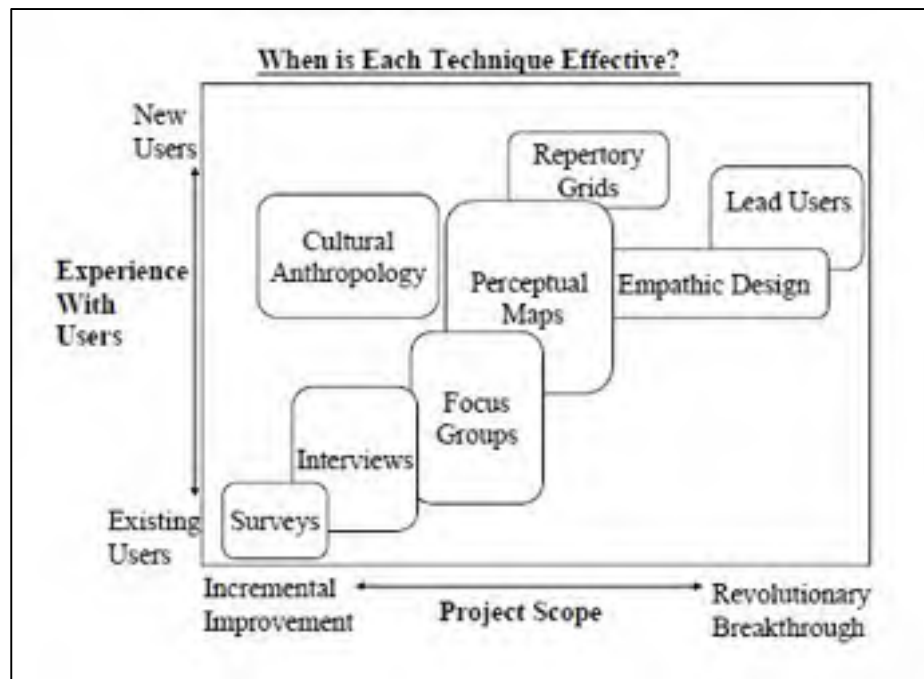 When is Each Technique Effective?
New
Users
Repertory
Grids
Lead Users
Cultural
Anthropology
Experience
With
Users
Perceptual
Maps
Empathic Design
Focus
Groups
Interviews
Surveys
Existing
Users
Incremental
Improvement
Project Scope
Revolutionary
Breakthrough